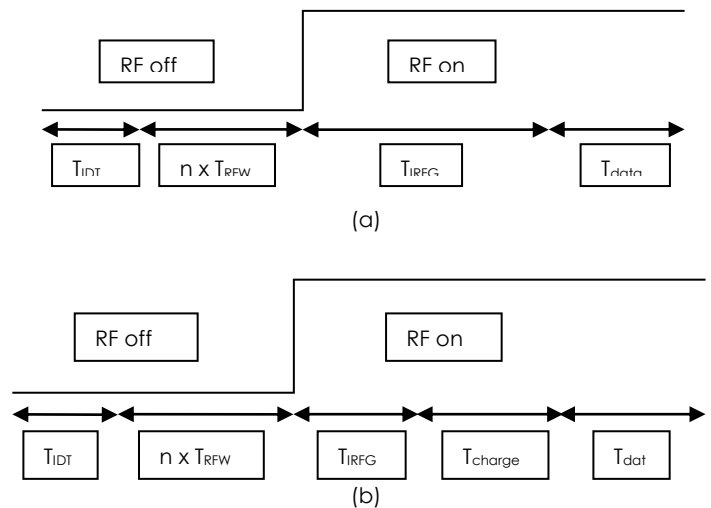 RF off RF on
TIDT n x TRFW TIRFG Tdata
(a)
RF off RF on
TIDT n x TRFW TIRFG Tcharge Tdat
(b)